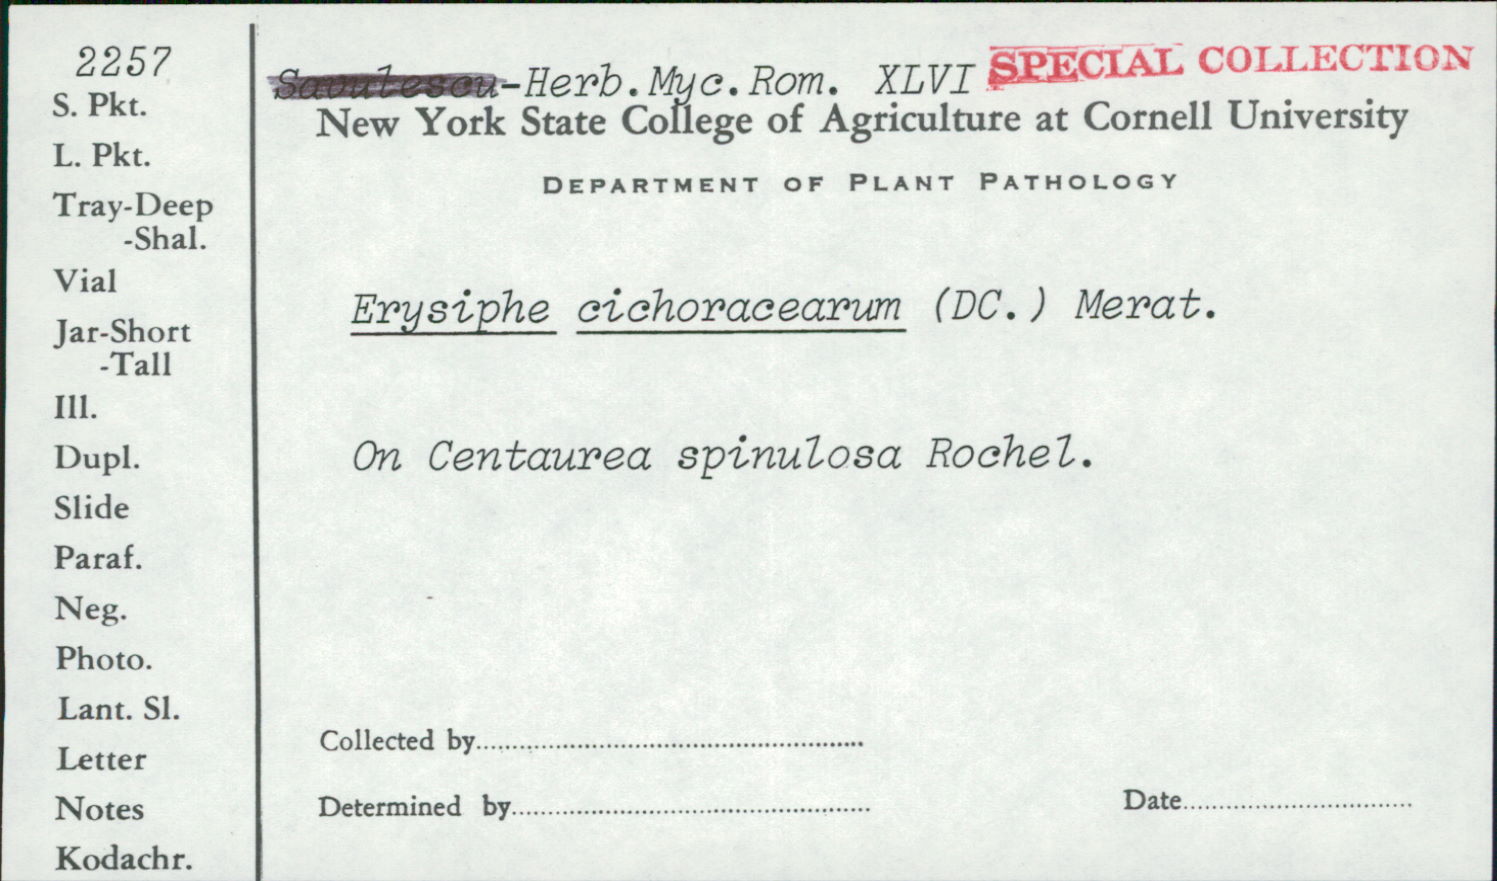 2257
S. Pkt.
L. Pkt.
Tray-Deep
-Shal.
Vial
Jar-Short
-Tall
Ill.
Dupl.
Slide
Paraf.
Neg.
Photo.
Lant. Sl.
Letter
Notes
Kodachr.
Savulescu-Herb.Myc.Rom. XLVI SPECIAL COLLECTION
New York State College of Agriculture at Cornell University
DEPARTMENT OF PLANT PATHOLOGY
Erysiphe cichoracearum (DC.) Merat.
On Centaurea spinulosa Rochel.
Collected by
Determined by
Date